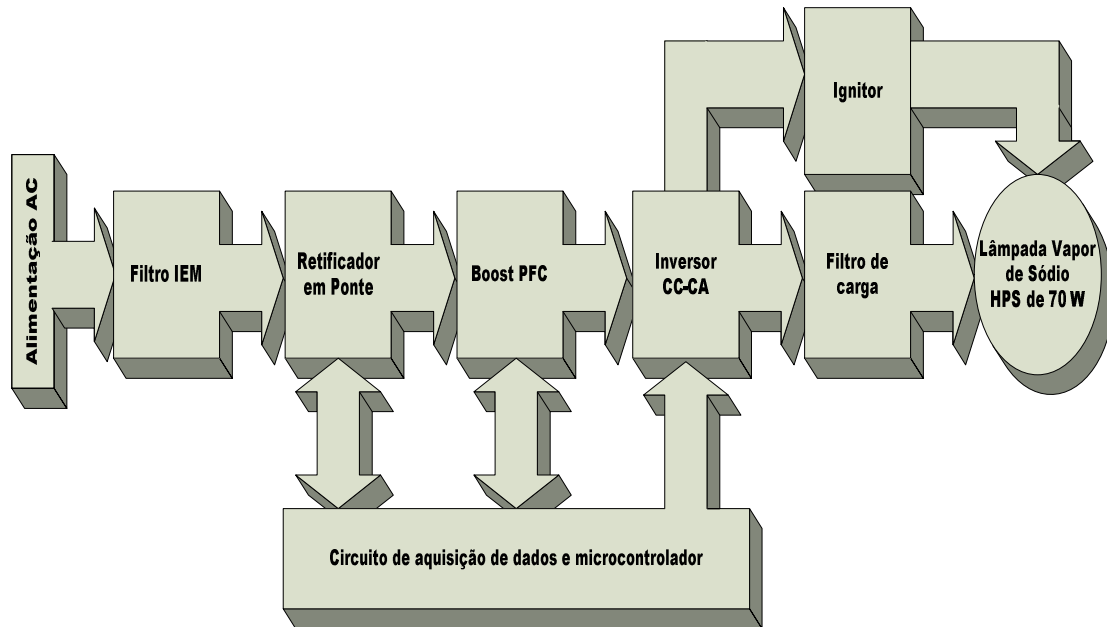 Alimentação AC
Filtro IEM
Retificador
em Ponte
Boost PFC
Inversor
CC-CA
Ignitor
Filtro de
carga
Lâmpada Vapor
de Sódio
HPS de 70 W
Circuito de aquisição de dados e microcontrolador